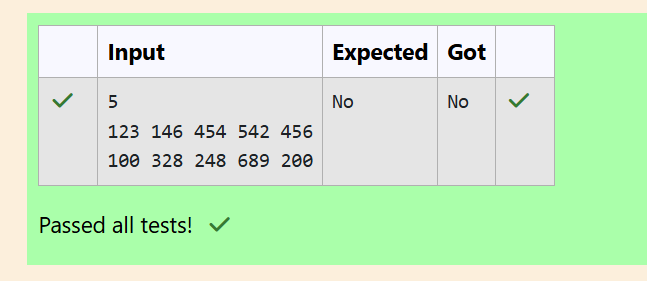 Input Expected Got
5 No No
123 146 454 542 456
100 328 248 689 200
Passed all tests!